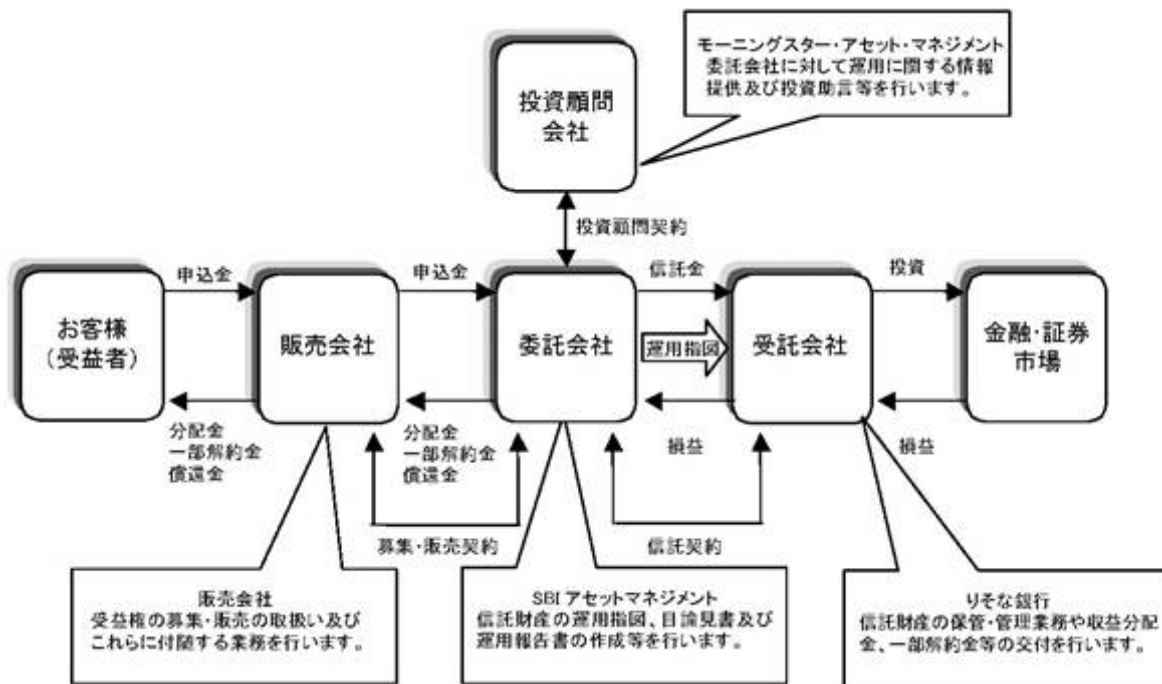 モーニングスター・アセット・マネジメント
委託会社に対して運用に関する情報
提供及び投資助言等を行います。
投資顧問
会社
投資顧問契約
申込金
申込金
信託金
投資
お客様
(受益者)
販売会社
委託会社
運用指図
受託会社
金融・証券
市場
分配金
一部解約金
償還金
分配金
一部解約金
償還金
損益
損益
募集・販売契約
信託契約
販売会社
受益権の募集・販売の取扱い及び
これらに付随する業務を行います。
SBI アセットマネジメント
信託財産の運用指図、目論見書及び
運用報告書の作成等を行います。
りそな銀行
信託財産の保管・管理業務や収益分配
金、一部解約金等の交付を行います。